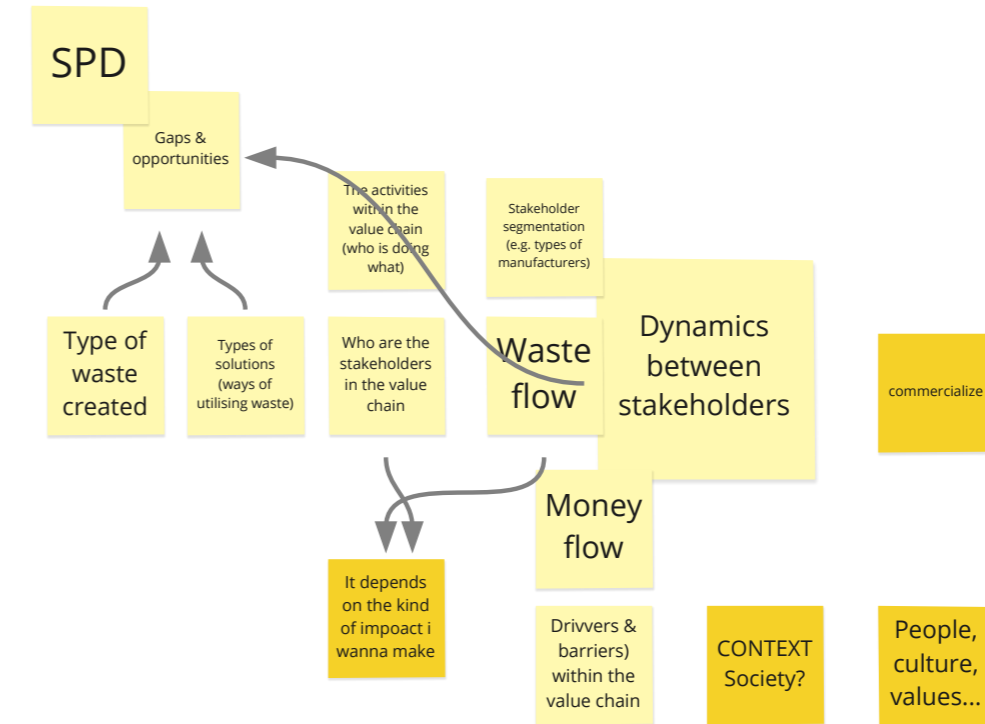 SPD
Gaps &
opportunities
The activities
within the
value chain
(who is doing
what)
Stakeholder
segmentation
(e.g. types of
manufacturers)
Type of
waste
created
Types of
solutions
(ways of
utilising waste)
Who are the
stakeholders
in the value
chain
Waste
flow
Dynamics
between
stakeholders
commercialize
Money
flow
It depends
on the kind
of impoact i
wanna make
Drivvers &
barriers)
within the
value chain
CONTEXT
Society?
People,
culture,
values...